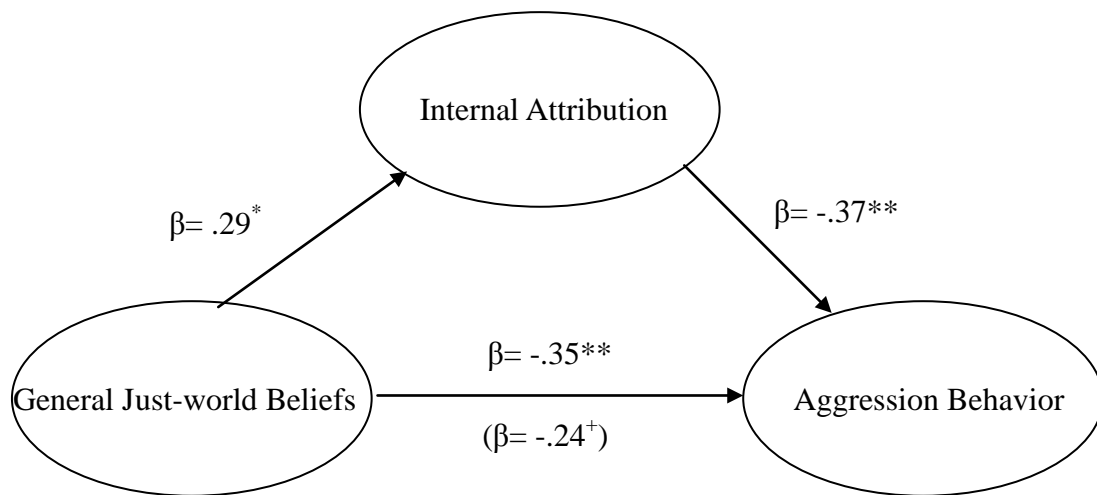 Internal Attribution
β= .29*
β= -.37**
β= -.35**
General Just-world Beliefs
Aggression Behavior
(β= -.24+)